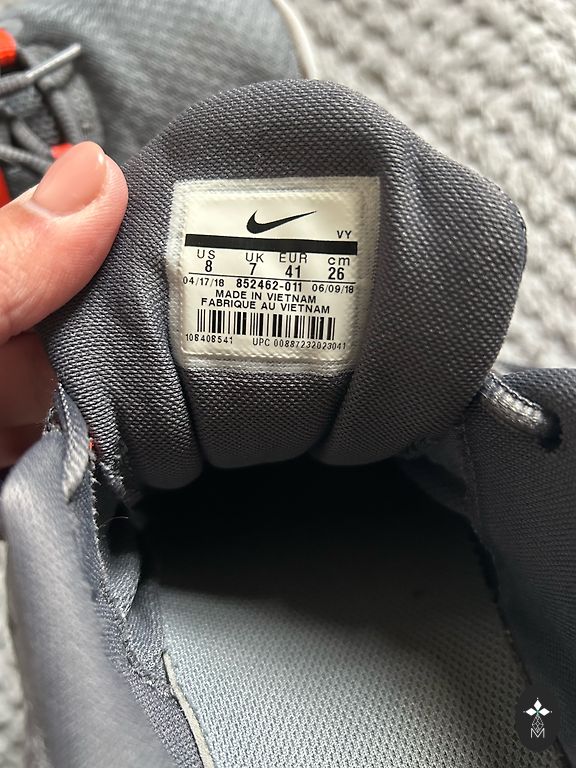 VY
US UK EUR cm
8 7 41 26
04/17/18 852462-011 06/09/18
MADE IN VIETNAM
FABRIQUE AU VIETNAM
108408541 UPC 00887232023041
M